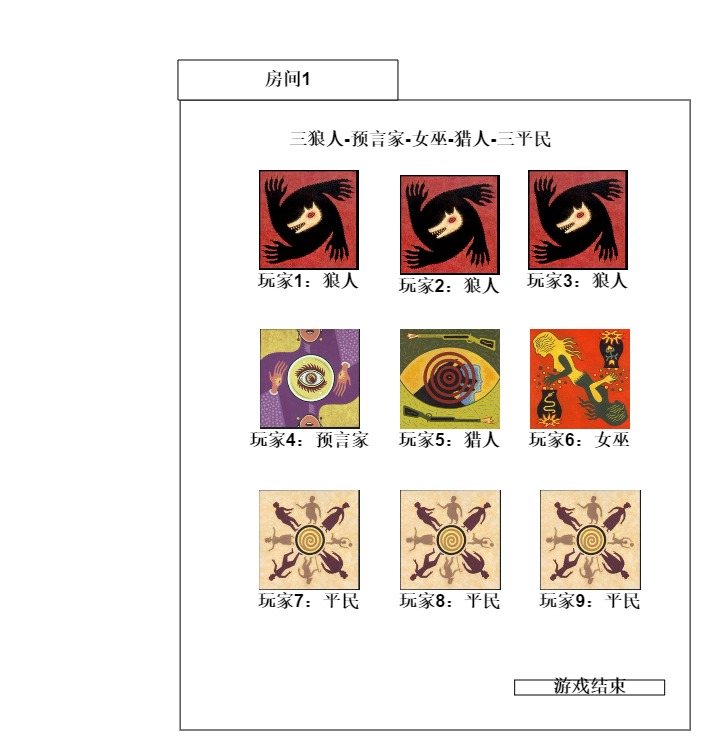 房间1
三狼人-预言家-女巫-猎人-三平民
玩家1：狼人
玩家2：狼人
玩家3：狼人
玩家4：预言家
玩家5：猎人
玩家6：女巫
玩家7：平民
玩家8：平民
玩家9：平民
游戏结束